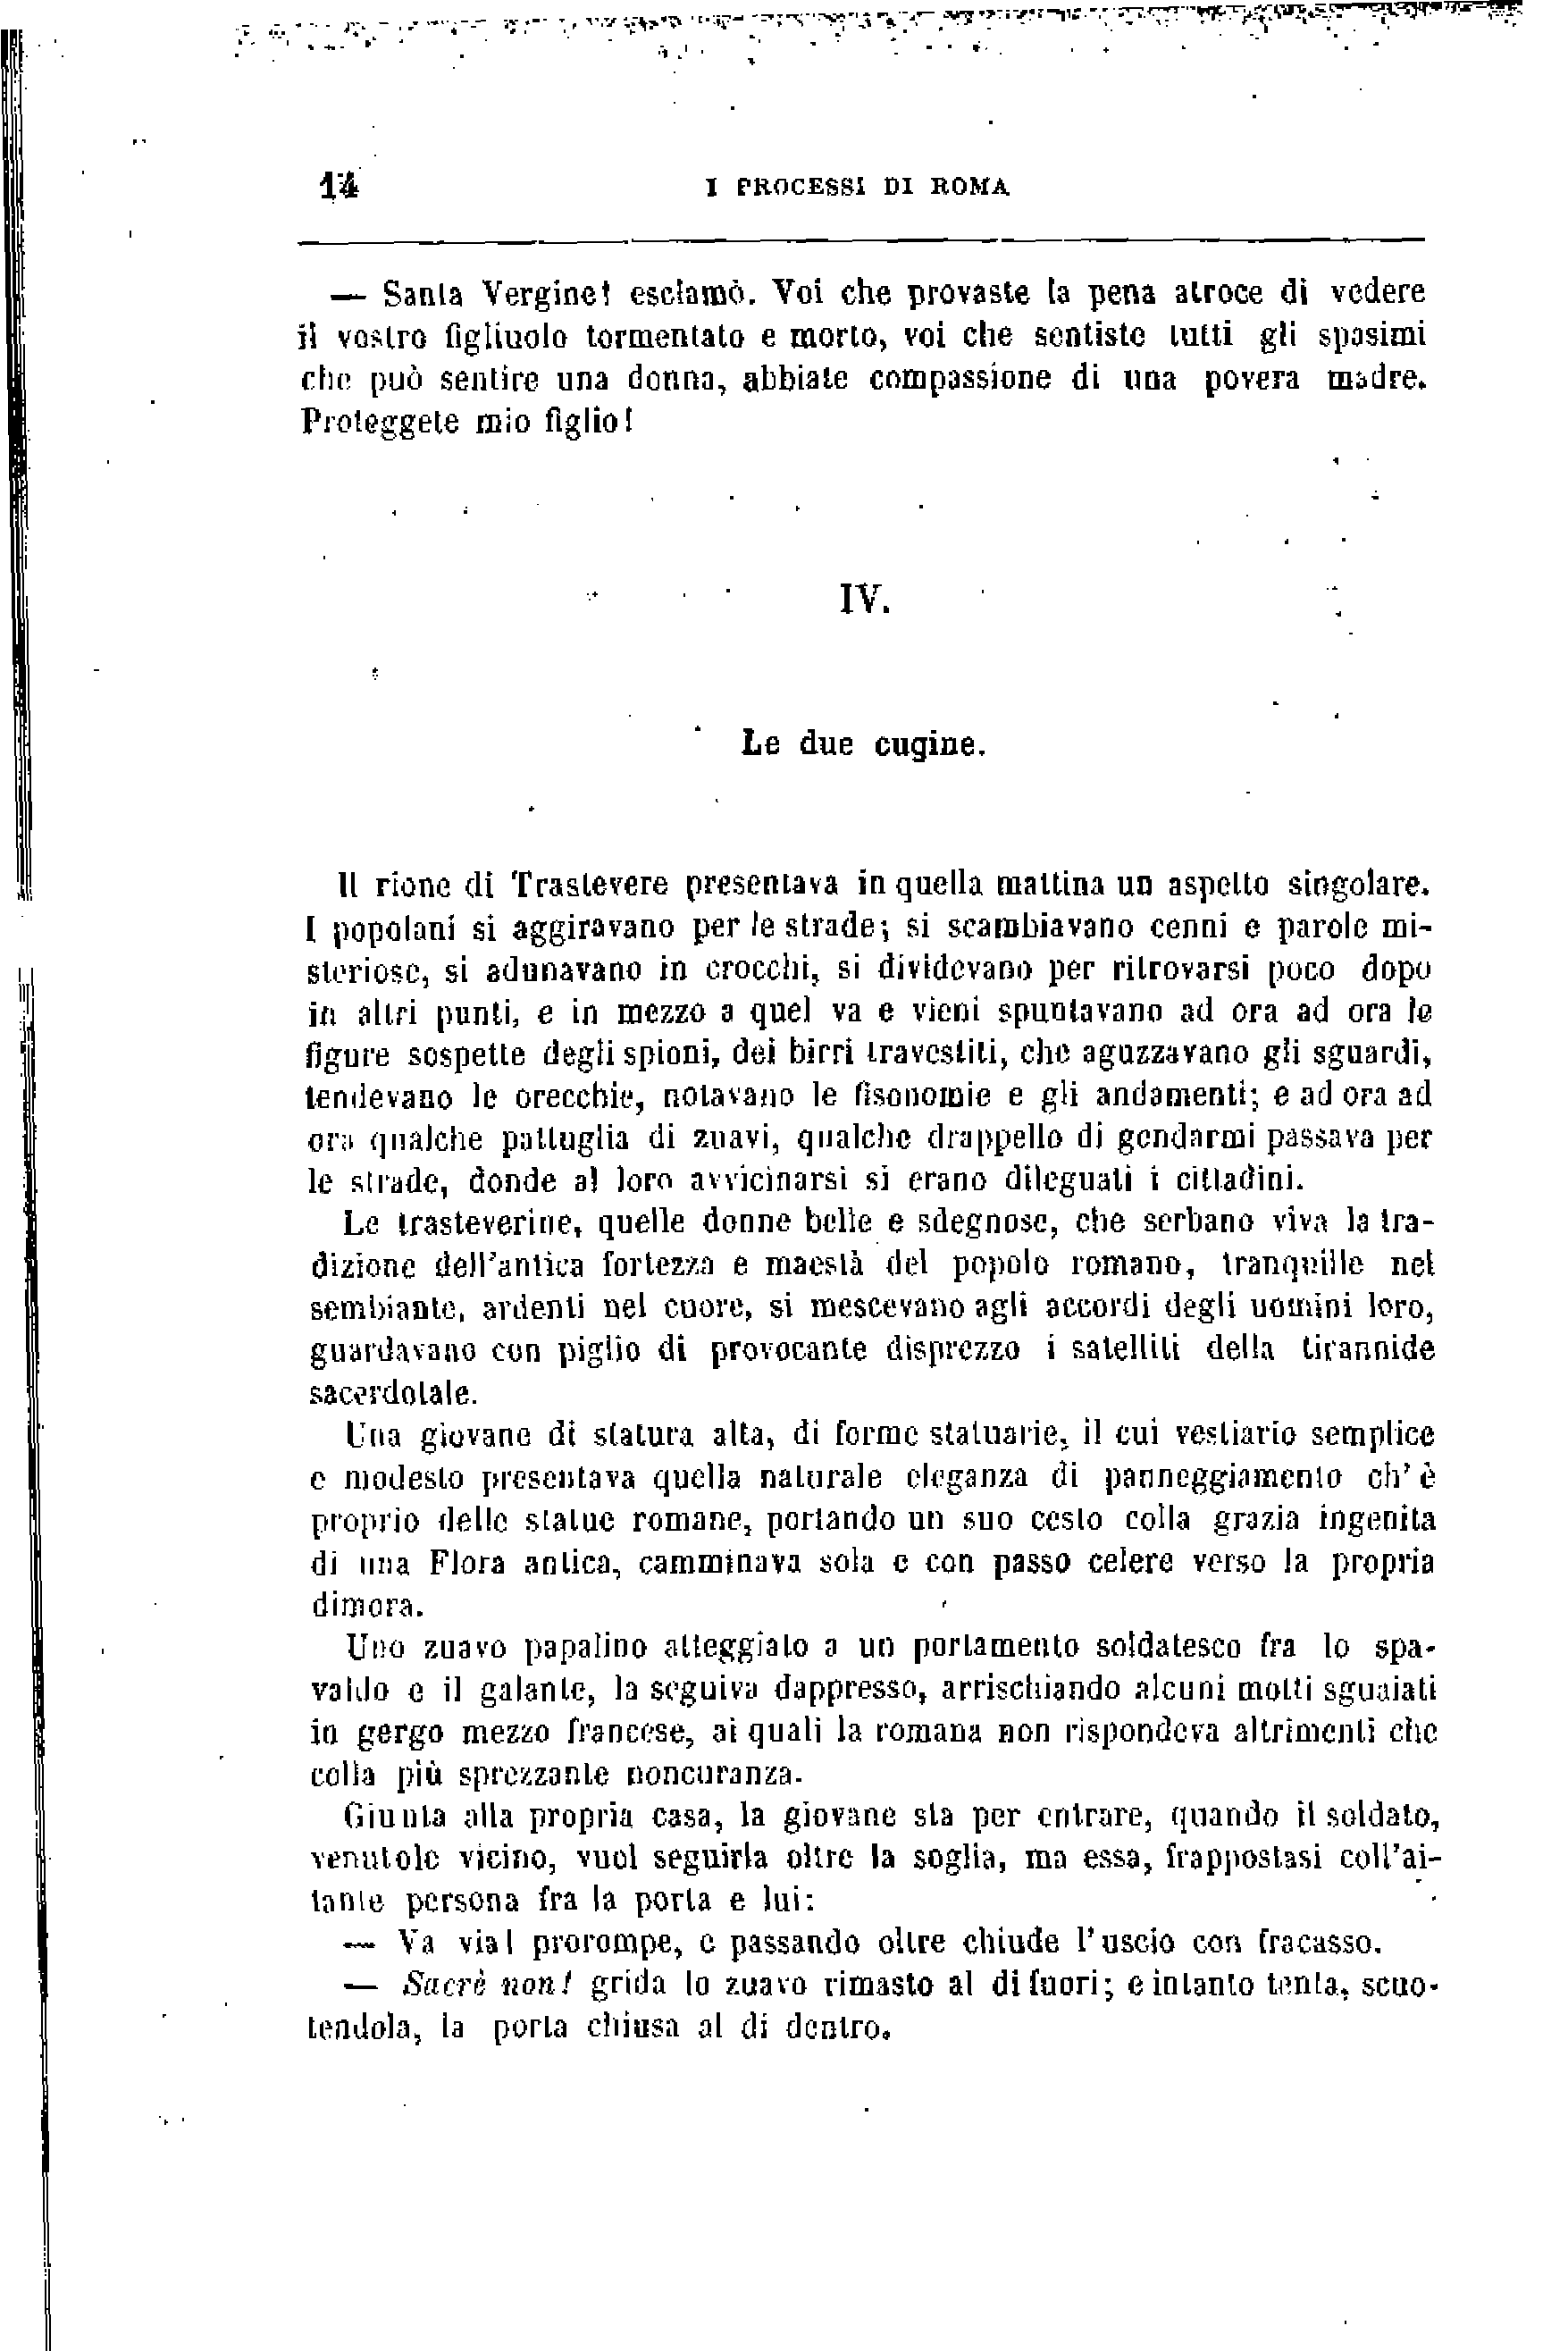 14
I PROCESSI DI ROMA
— Santa Vergine! esclamò. Voi che provaste la pena atroce di vedere
il vostro figliuolo tormentato e morto, voi che sentiste tutti gli spasimi
che può sentire una donna, abbiate compassione di una povera madre.
Proteggete mio figlio!
IV.
Le due cugine.
Il rione di Trastevere presentava in quella mattina un aspetto singolare.
I popolani si aggiravano per le strade; si scambiavano cenni e parole mi-
steriose, si adunavano in crocchi, si dividevano per ritrovarsi poco dopo
in altri punti, e in mezzo a quel va e vieni spuntavano ad ora ad ora le
figure sospette degli spioni, dei birri travestiti, che aguzzavano gli sguardi,
tendevano le orecchie, notavano le fisonomie e gli andamenti; e ad ora ad
ora qualche pattuglia di zuavi, qualche drappello di gendarmi passava per
le strade, donde al loro avvicinarsi si erano dileguati i cittadini.
Le trasteverine, quelle donne belle e sdegnose, che serbano viva la tra-
dizione dell'antica fortezza e maestà del popolo romano, tranquille nel
sembiante, ardenti nel cuore, si mescevano agli accordi degli uomini loro,
guardavano con piglio di provocante disprezzo i satelliti della tirannide
sacerdotale.
Una giovane di statura alta, di forme statuarie, il cui vestiario semplice
e modesto presentava quella naturale eleganza di panneggiamento ch' è
proprio delle statue romane, portando un suo cesto colla grazia ingenita
di una Flora antica, camminava sola e con passo celere verso la propria
dimora.
Uno zuavo papalino atteggiato a un portamento soldatesco fra lo spa-
valdo e il galante, la seguiva dappresso, arrischiando alcuni motti sguaiati
in gergo mezzo francese, ai quali la romana non rispondeva altrimenti che
colla più sprezzante noncuranza.
Giunta alla propria casa, la giovane sta per entrare, quando il soldato,
venutole vicino, vuol seguirla oltre la soglia, ma essa, frappostasi coll'ai-
tante persona fra la porta e lui:
— Va via! prorompe, e passando oltre chiude l'uscio con fracasso.
— Sacrè non! grida lo zuavo rimasto al di fuori; e intanto tenta, scuo-
tendola, la porta chiusa al di dentro.